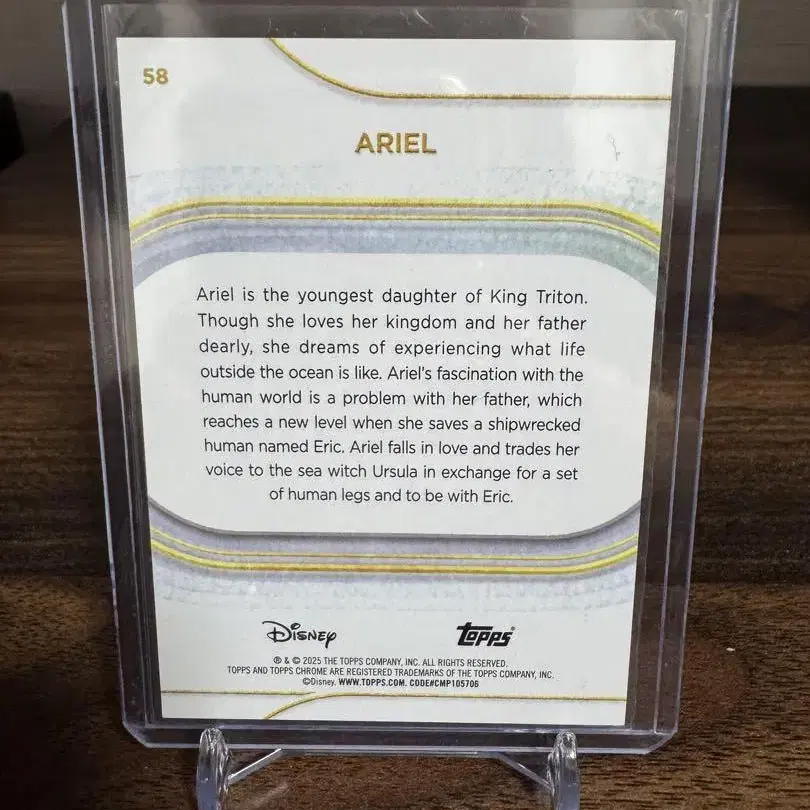 58
ARIEL
Ariel is the youngest daughter of King Triton.
Though she loves her kingdom and her father
dearly, she dreams of experiencing what life
outside the ocean is like. Ariel's fascination with the
human world is a problem with her father, which
reaches a new level when she saves a shipwrecked
human named Eric. Ariel falls in love and trades her
voice to the sea witch Ursula in exchange for a set
of human legs and to be with Eric.
Disney topps
® & © 2025 THE TOPPS COMPANY, INC. ALL RIGHTS RESERVED.
TOPPS AND TOPPS CHROME ARE REGISTERED TRADEMARKS OF THE TOPPS COMPANY, INC.
©Disney. WWW.TOPPS.COM. CODE#CMP105706